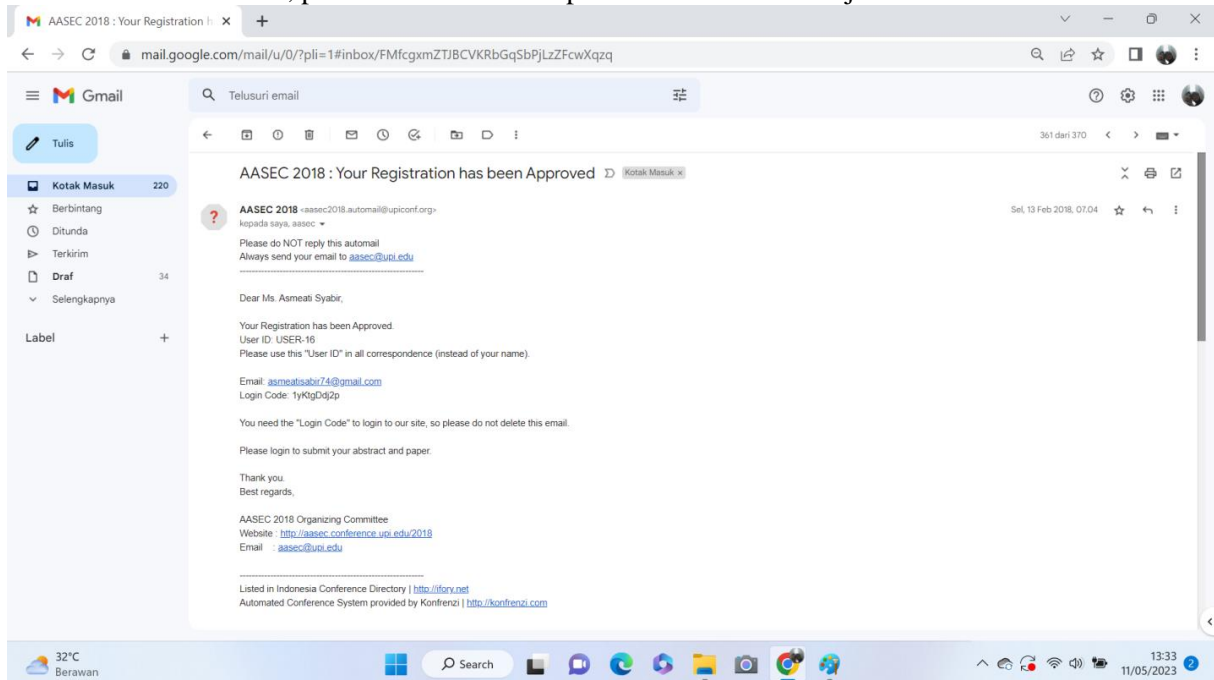 AASEC 2018 : Your Registration h
mail.google.com/mail/u/0/?pli=1#inbox/FMfcgxmZTJBCVKRbGqSbPjLzZFcwXqzq
Gmail
Telusuri email
Tulis
361 dari 370
AASEC 2018 : Your Registration has been Approved
Kotak Masuk ×
Kotak Masuk 220
Berbintang
Ditunda
Terkirim
Draf 34
Selengkapnya
Label +
AASEC 2018 <aasec2018.automail@upiconf.org>
Sel, 13 Feb 2018, 07.04
kepada saya, aasec
Please do NOT reply this automail
Always send your email to aasec@upi.edu
Dear Ms. Asmeati Syabir,
Your Registration has been Approved.
User ID: USER-16
Please use this "User ID" in all correspondence (instead of your name).
Email: asmeatisabir74@gmail.com
Login Code: 1yKtgDdj2p
You need the "Login Code" to login to our site, so please do not delete this email.
Please login to submit your abstract and paper.
Thank you.
Best regards,
AASEC 2018 Organizing Committee
Website : http://aasec.conference.upi.edu/2018
Email : aasec@upi.edu
Listed in Indonesia Conference Directory | http://ifory.net
Automated Conference System provided by Konfrenzi | http://konfrenzi.com
32°C
Berawan
Search
13:33
11/05/2023
2